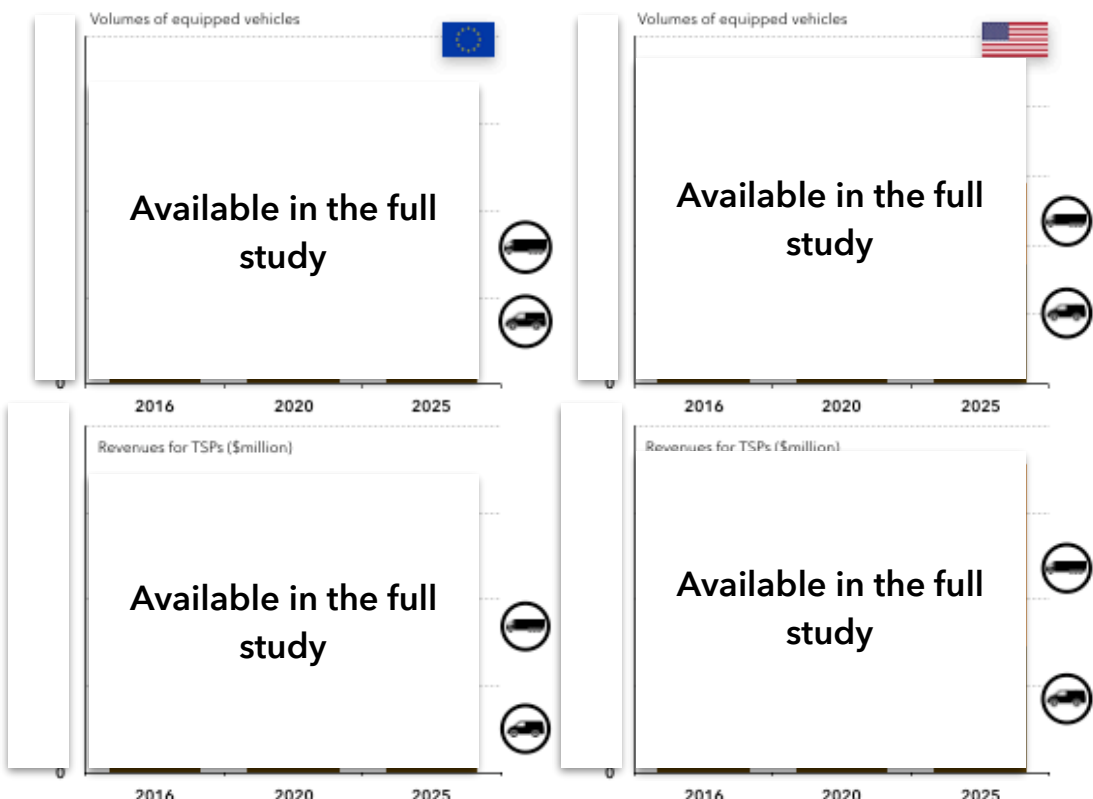 Volumes of equipped vehicles
Available in the full
study
0
2016 2020 2025
Volumes of equipped vehicles
Available in the full
study
0
2016 2020 2025
Revenues for TSPs ($million)
Available in the full
study
0
2016 2020 2025
Revenues for TSPs ($million)
Available in the full
study
0
2016 2020 2025